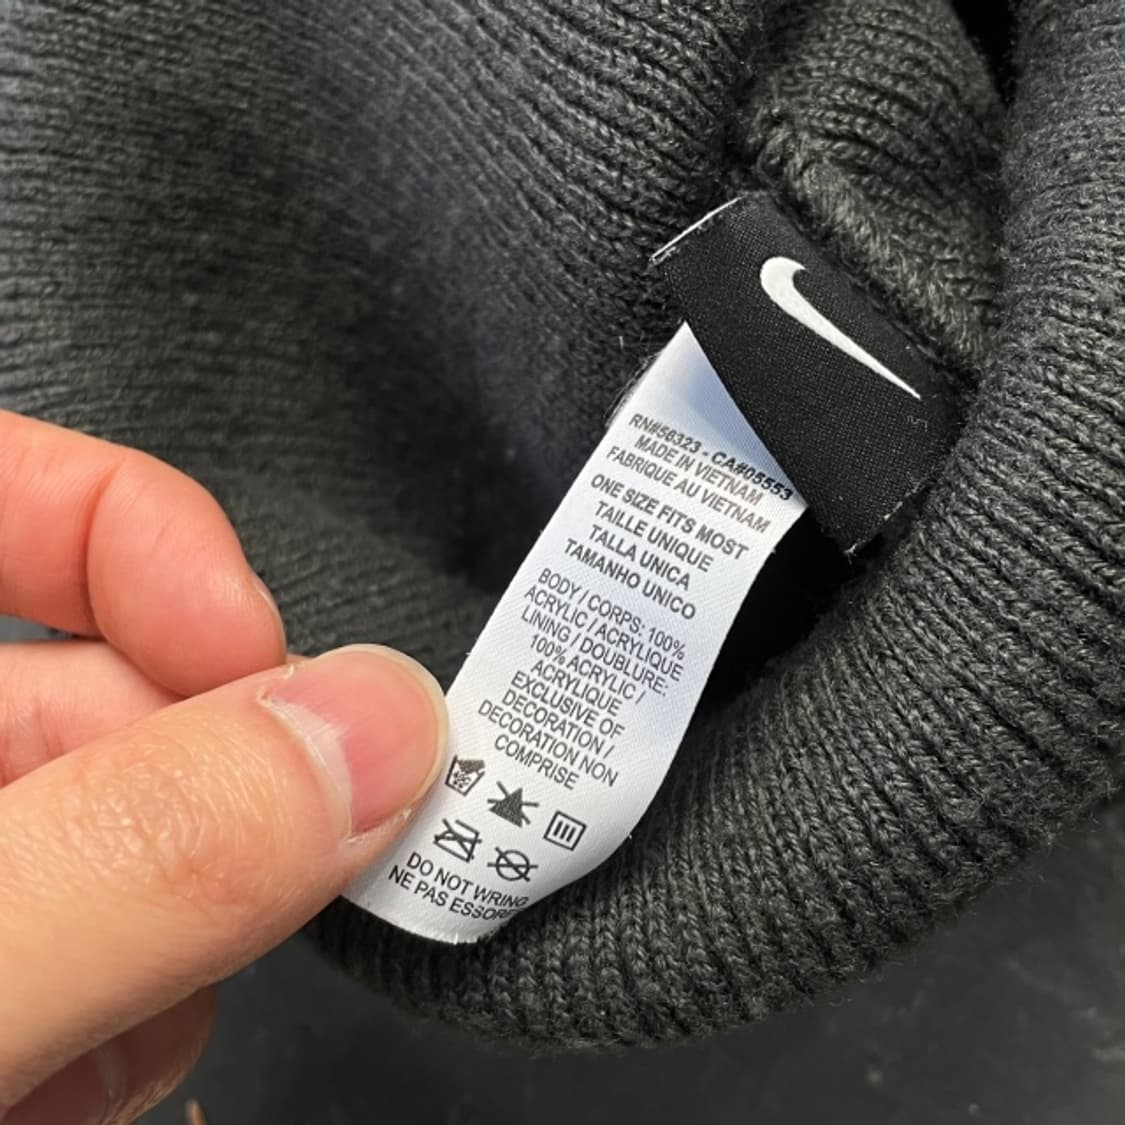 RN#56323 - CA#05553
MADE IN VIETNAM
FABRIQUE AU VIETNAM
ONE SIZE FITS MOST
TAILLE UNIQUE
TALLA UNICA
TAMANHO UNICO
BODY / CORPS: 100%
ACRYLIC / ACRYLIQUE
LINING / DOUBLURE:
100% ACRYLIC /
ACRYLIQUE
EXCLUSIVE OF
DECORATION /
DECORATION NON
COMPRISE
DO NOT WRING
NE PAS ESSORER